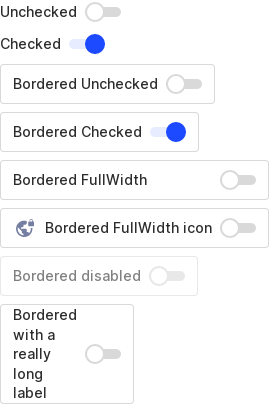 Unchecked
Checked
Bordered Unchecked
Bordered Checked
Bordered FullWidth
Bordered FullWidth icon
Bordered disabled
Bordered
with a
really
long
label